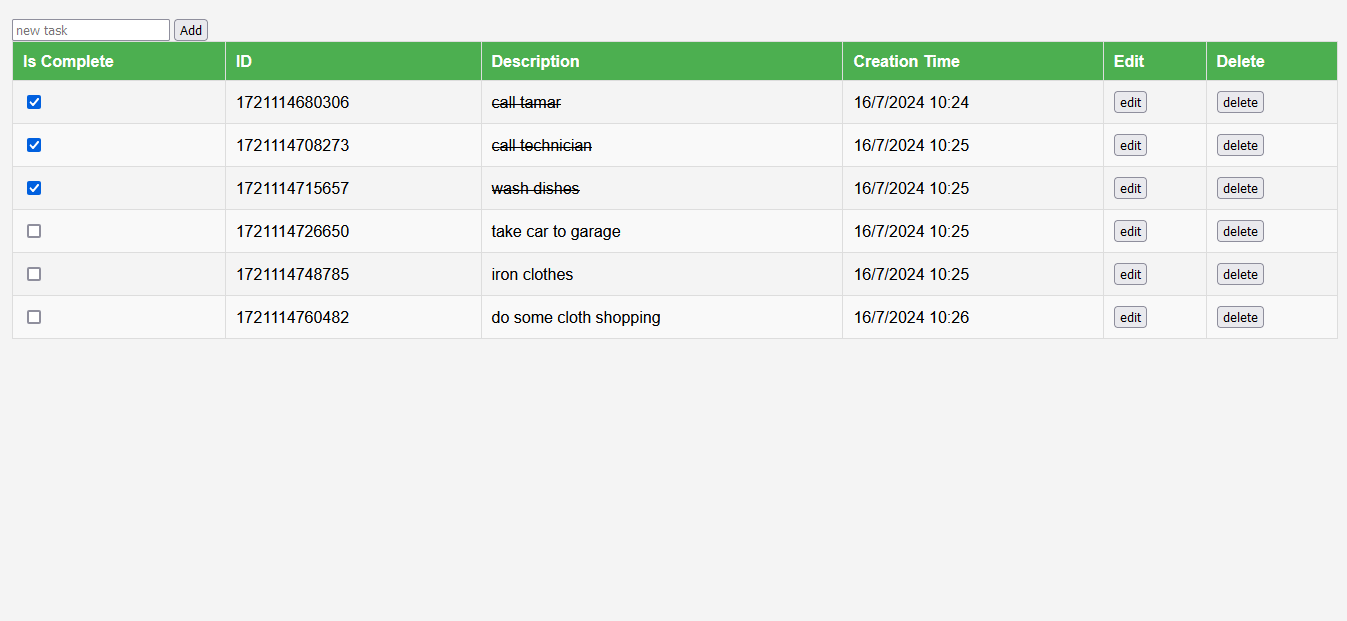 new task Add
Is Complete ID Description Creation Time Edit Delete
1721114680306 call tamar 16/7/2024 10:24 edit delete
1721114708273 call technician 16/7/2024 10:25 edit delete
1721114715657 wash dishes 16/7/2024 10:25 edit delete
1721114726650 take car to garage 16/7/2024 10:25 edit delete
1721114748785 iron clothes 16/7/2024 10:25 edit delete
1721114760482 do some cloth shopping 16/7/2024 10:26 edit delete